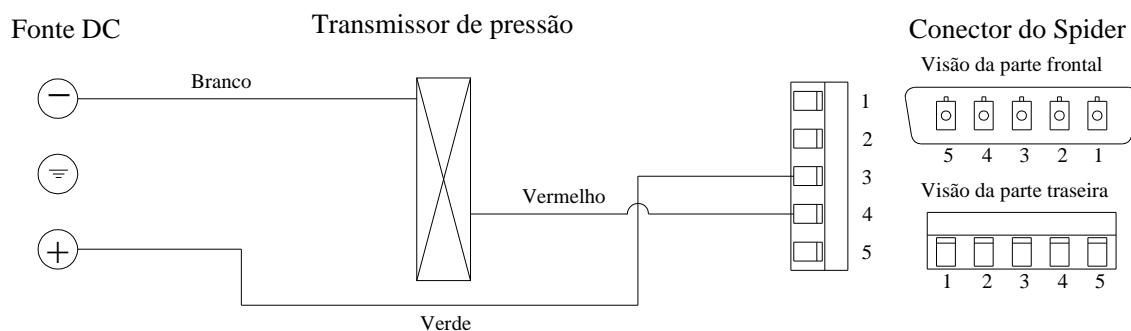 Fonte DC
Transmissor de pressão
Conector do Spider
Visão da parte frontal
Branco
1
2
3
4
5
Vermelho
Verde
5 4 3 2 1
Visão da parte traseira
1 2 3 4 5